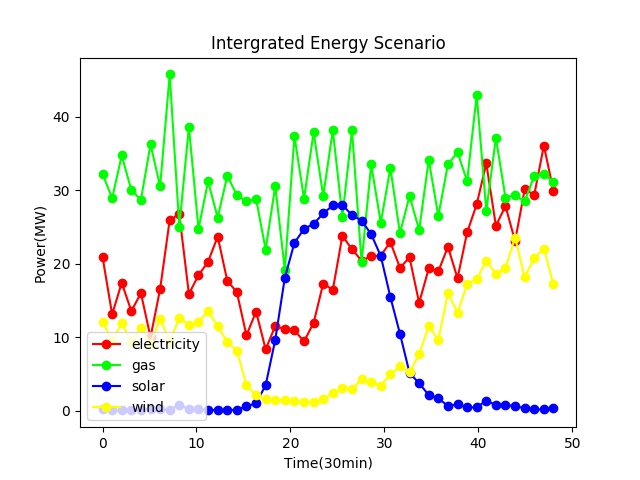 Intergrated Energy Scenario
Power(MW)
40
30
20
10
0
electricity
gas
solar
wind
0 10 20 30 40 50
Time(30min)